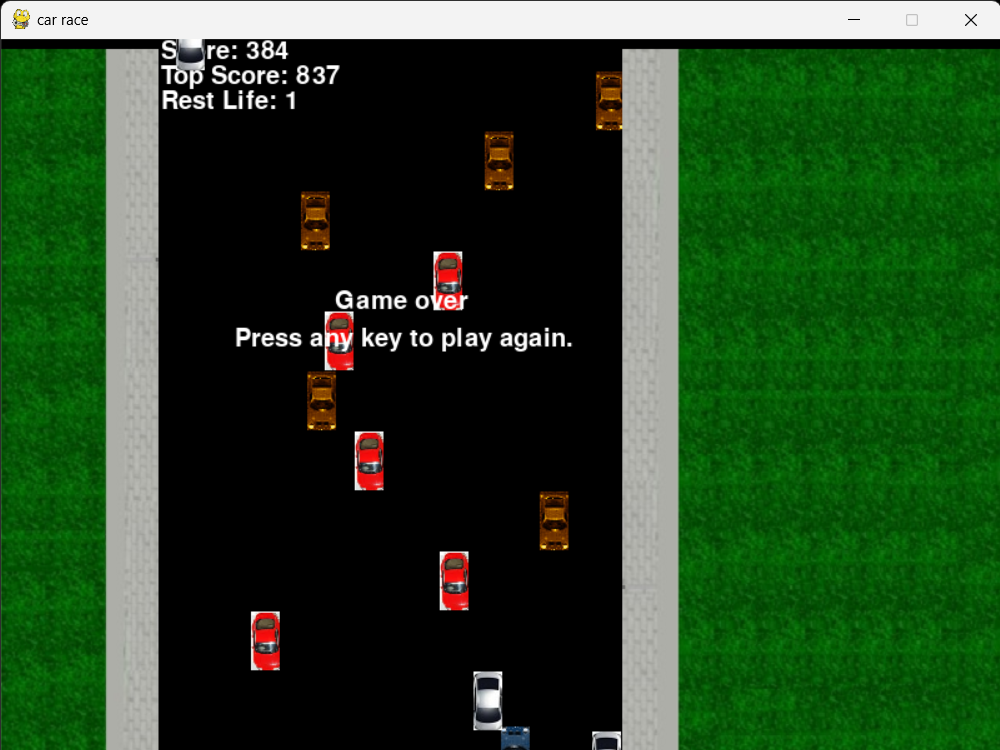 car race
Score: 384
Top Score: 837
Rest Life: 1
Game over
Press any key to play again.